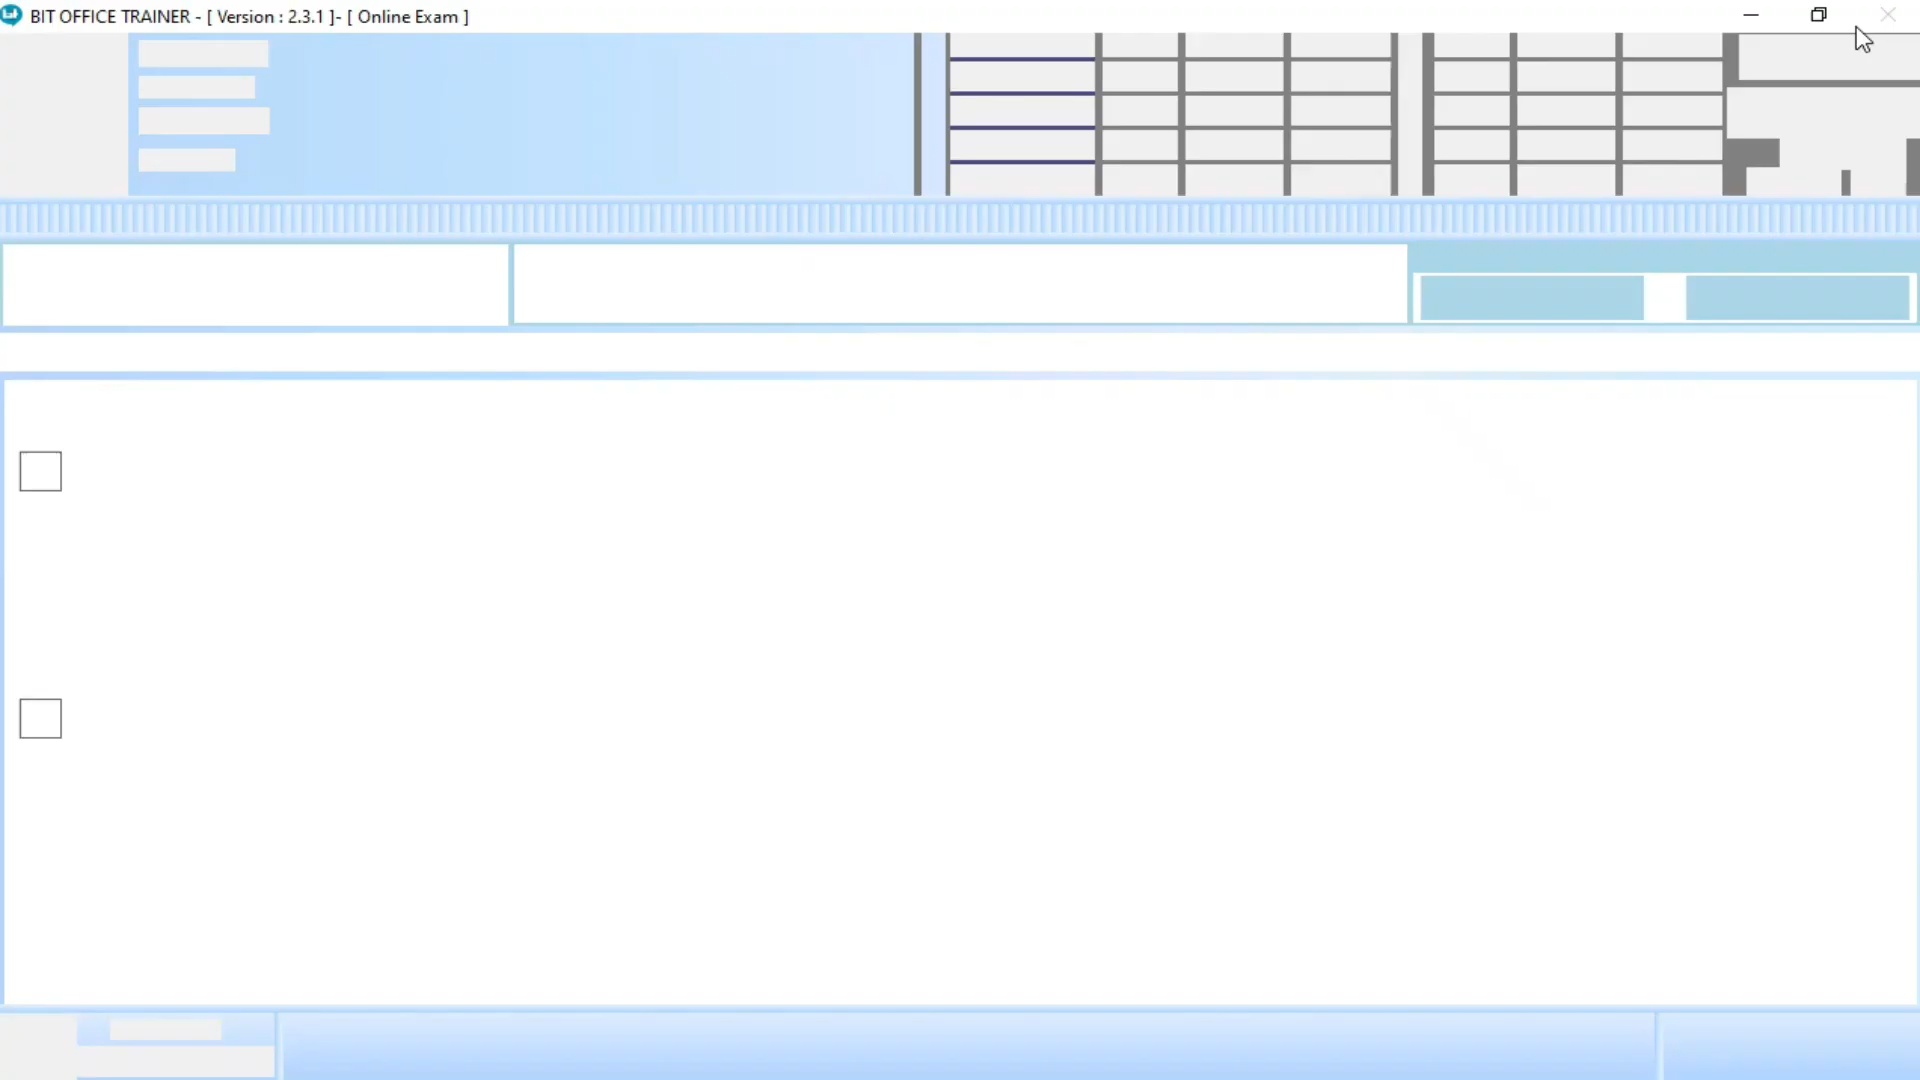 BIT OFFICE TRAINER - [ Version : 2.3.1 ]- [ Online Exam ]